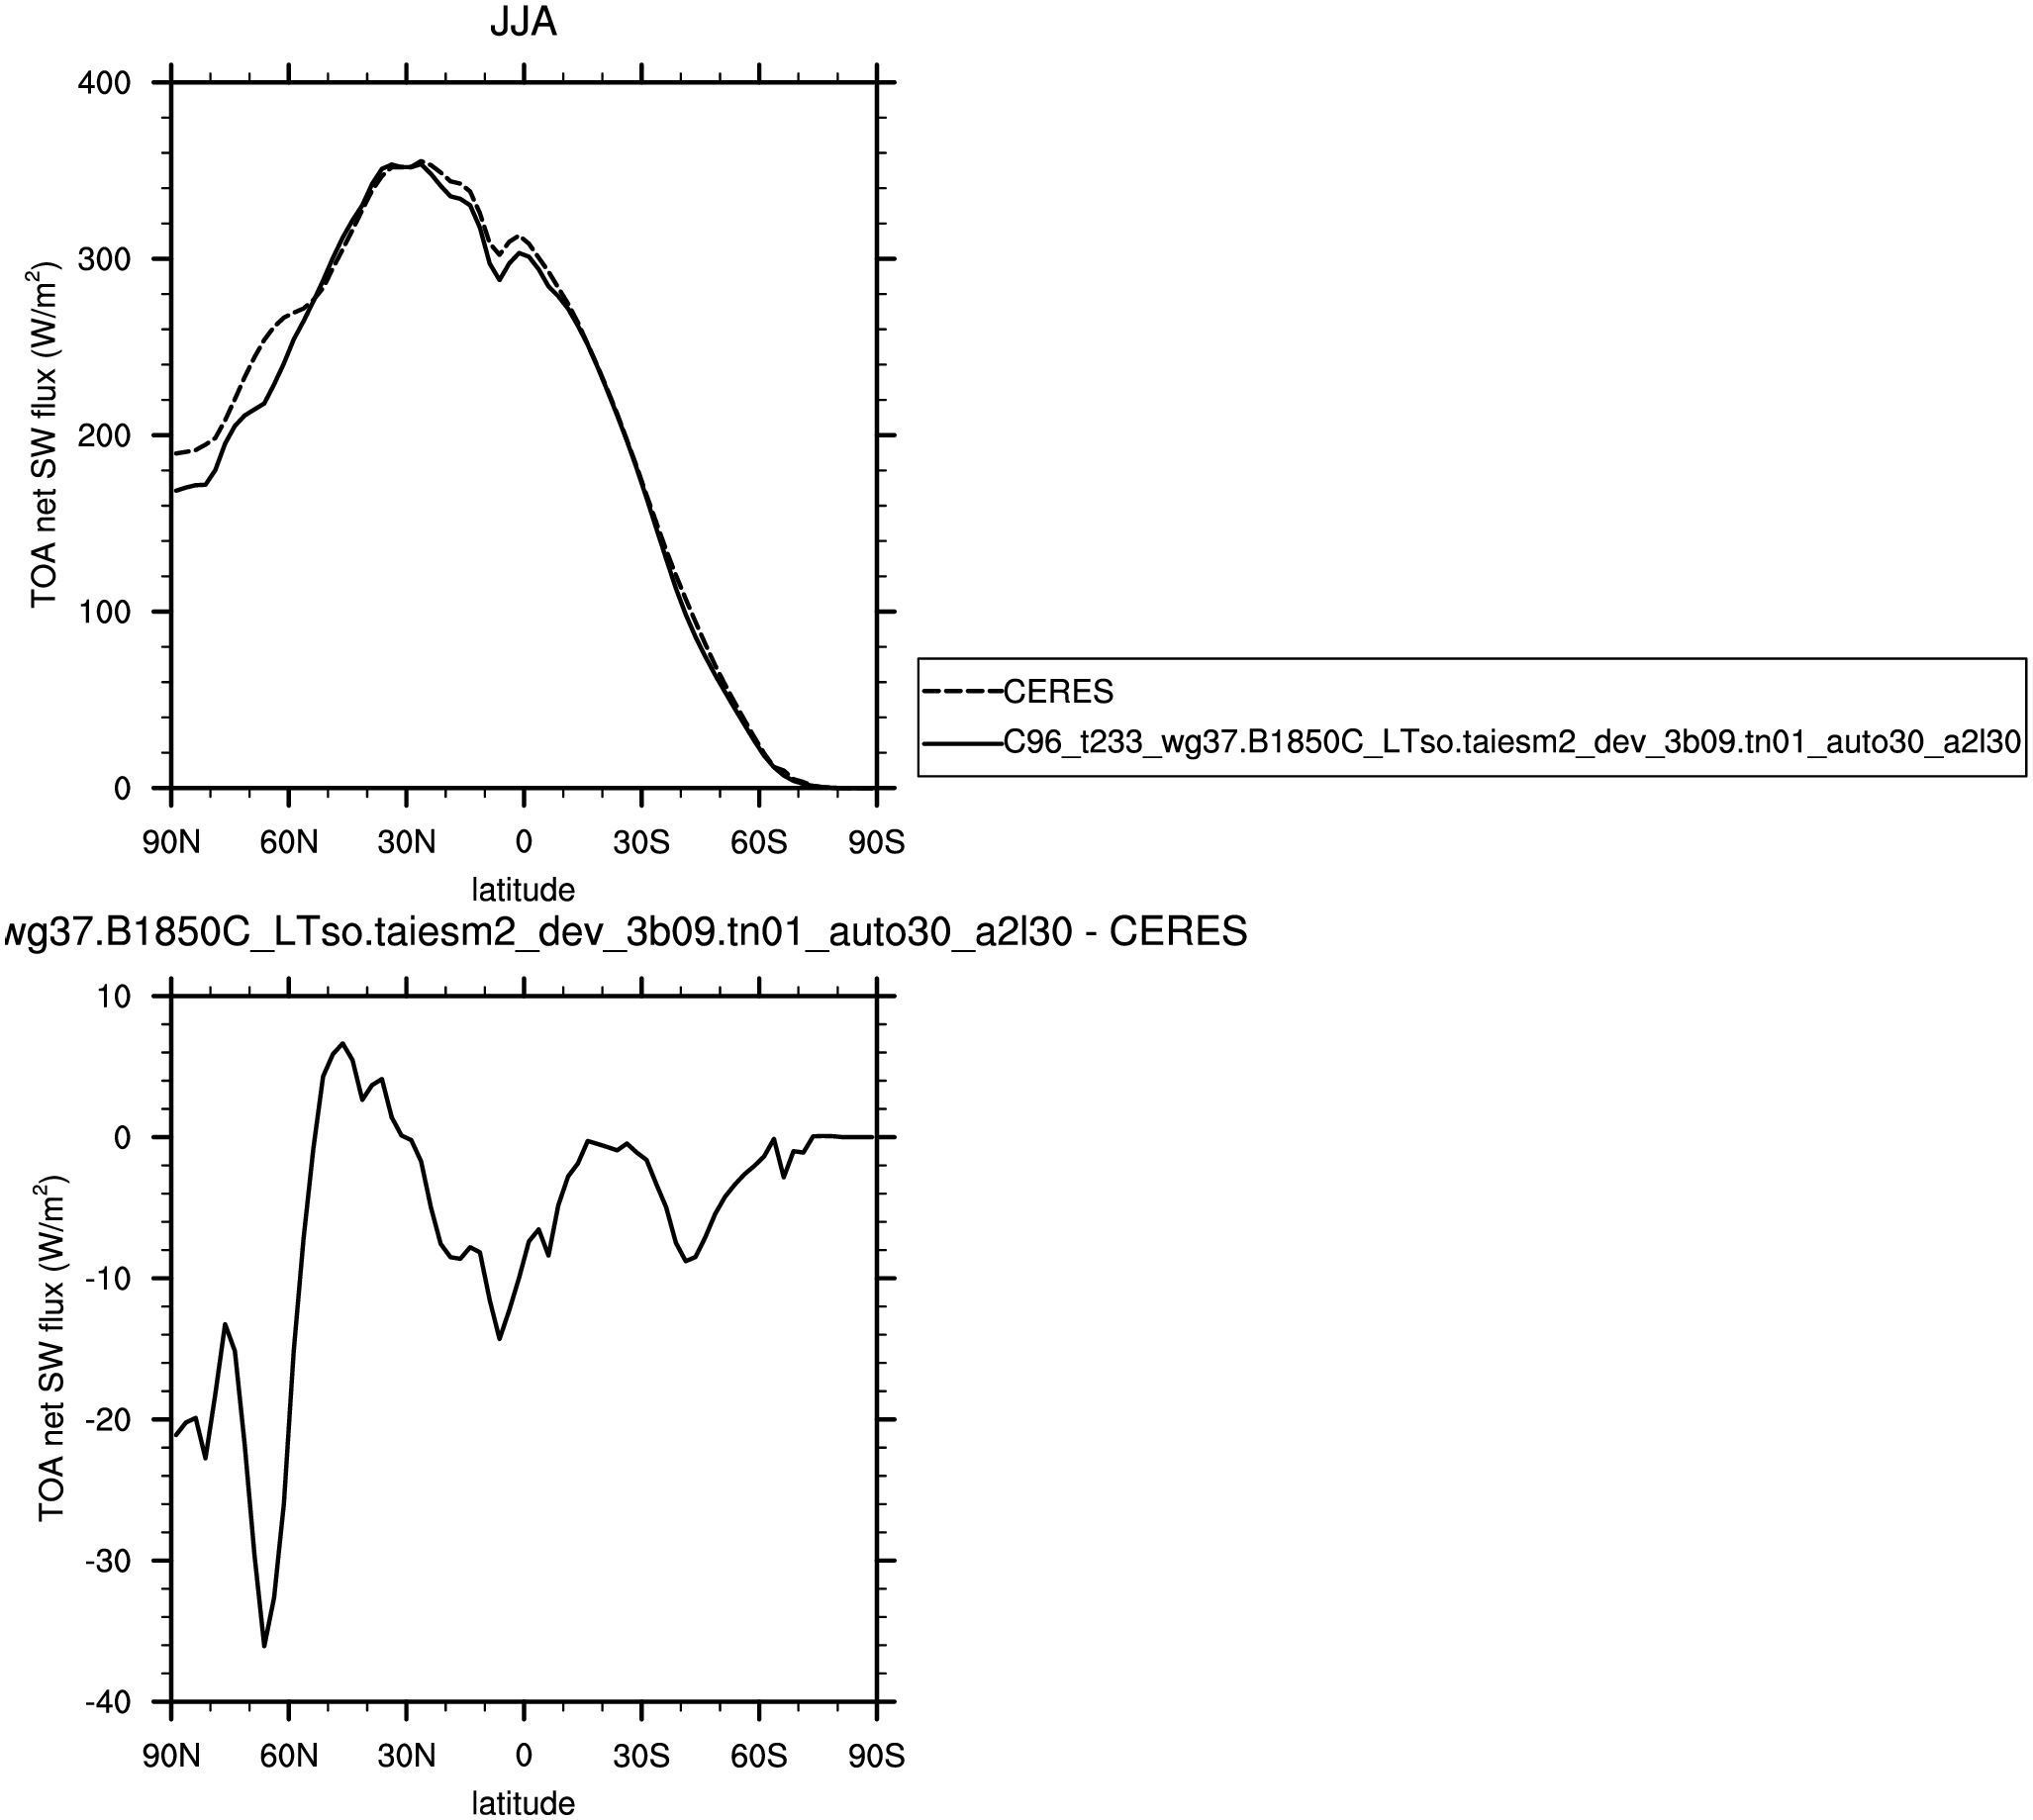 JJA
400
300
200
100
0
TOA net SW flux (W/m²)
90N 60N 30N 0 30S 60S 90S
latitude
CERES
C96_t233_wg37.B1850C_LTso.taiesm2_dev_3b09.tn01_auto30_a2l30
wg37.B1850C_LTso.taiesm2_dev_3b09.tn01_auto30_a2l30 - CERES
10
0
-10
-20
-30
-40
TOA net SW flux (W/m²)
90N 60N 30N 0 30S 60S 90S
latitude